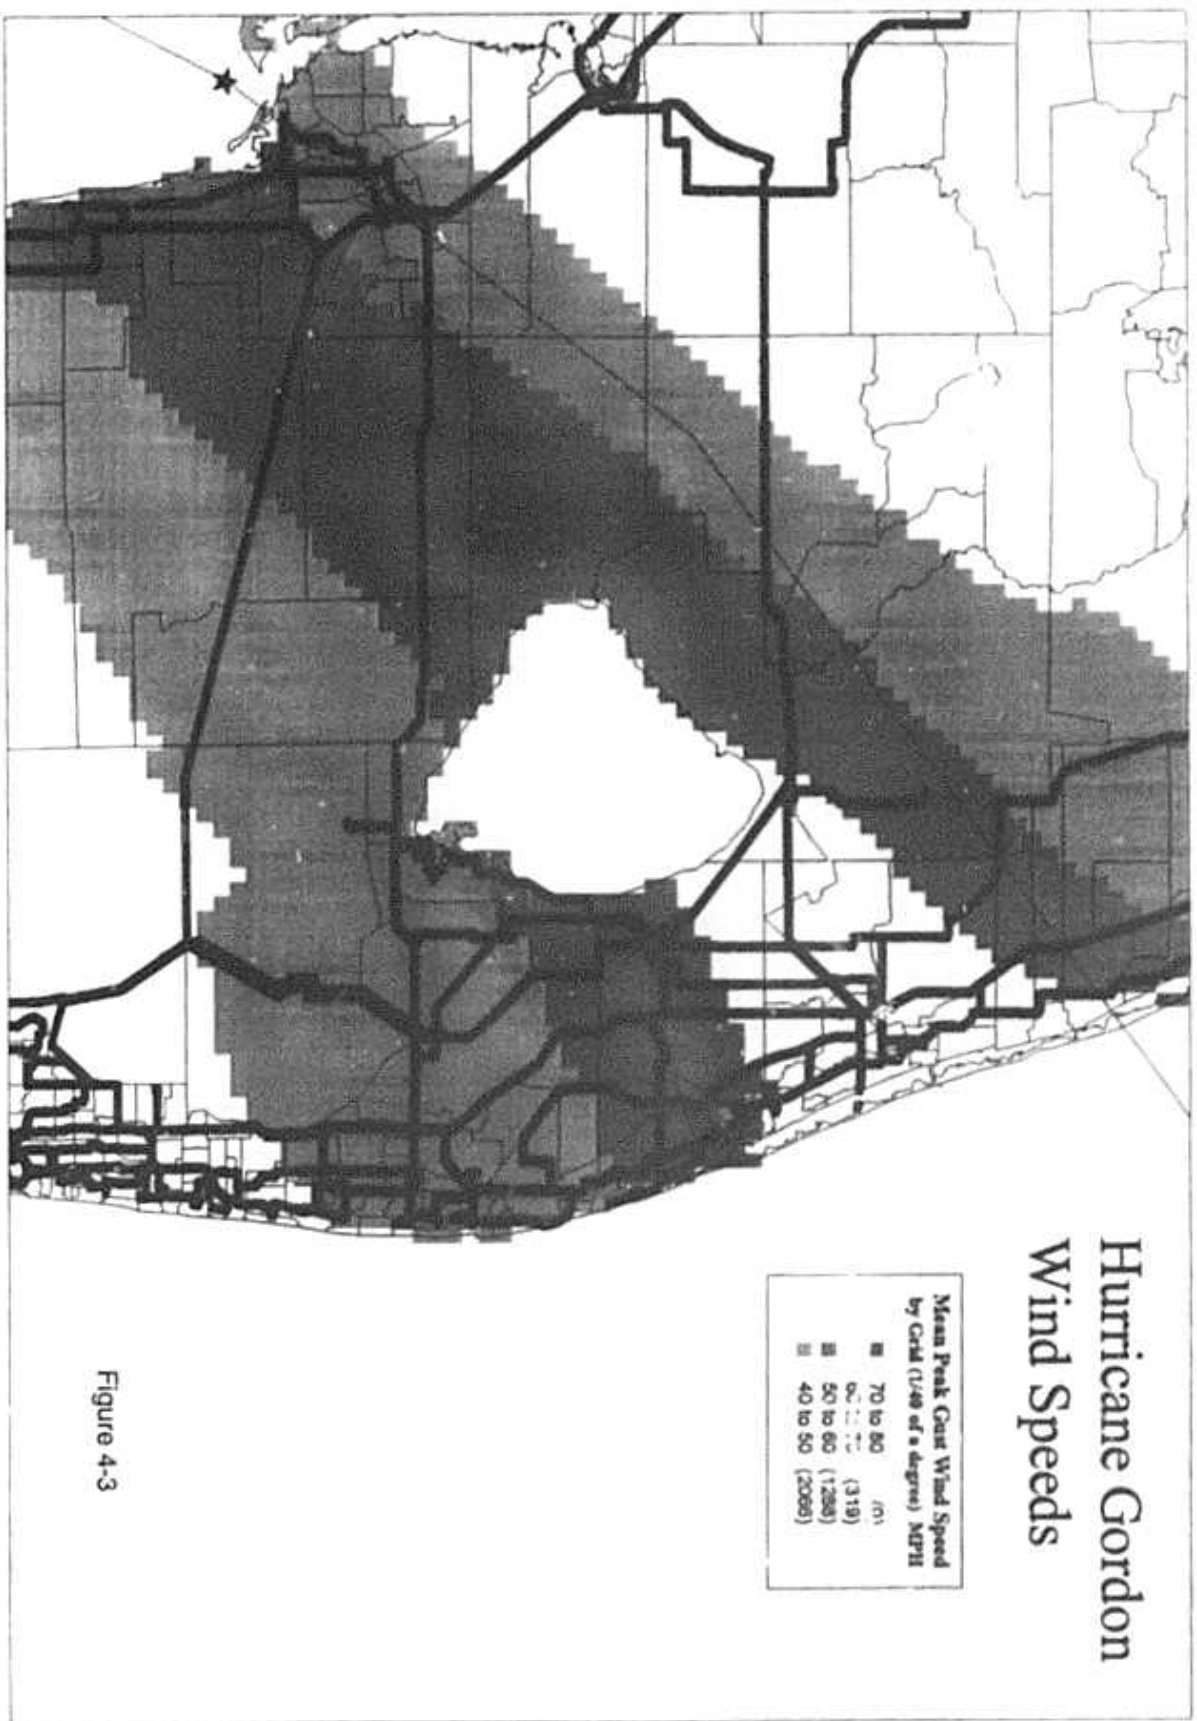 Hurricane Gordon
Wind Speeds
Mean Peak Gust Wind Speed
by Grid (1/40 of a degree) MPH
70 to 80
(319)
50 to 60 (1288)
40 to 50 (2066)
Figure 4-3